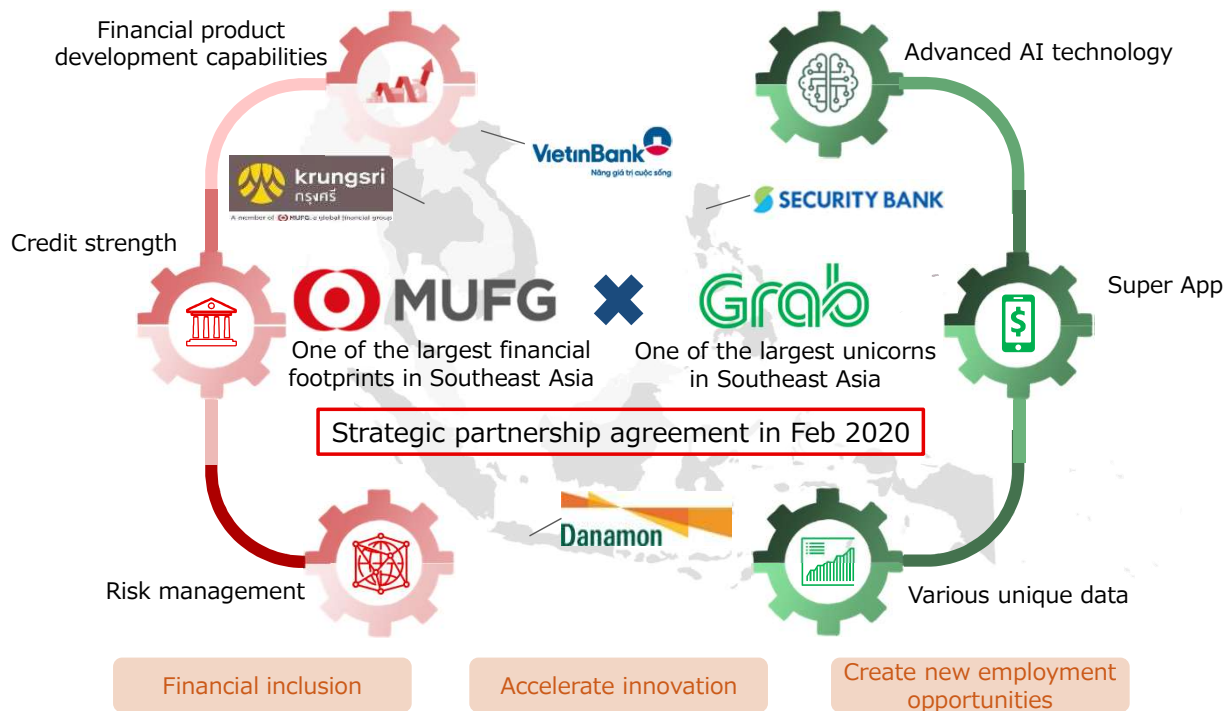 Financial product
development capabilities
Advanced AI technology
VietinBank
Nâng giá trị cuộc sống
krungsri
กรุงศรี
A member of MUFG, a global financial group
SECURITY BANK
Credit strength
Super App
MUFG
Grab
One of the largest financial
footprints in Southeast Asia
One of the largest unicorns
in Southeast Asia
Strategic partnership agreement in Feb 2020
Danamon
Risk management
Various unique data
Financial inclusion
Accelerate innovation
Create new employment
opportunities
$